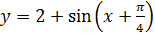 y = 2 + sin(x + π/4)